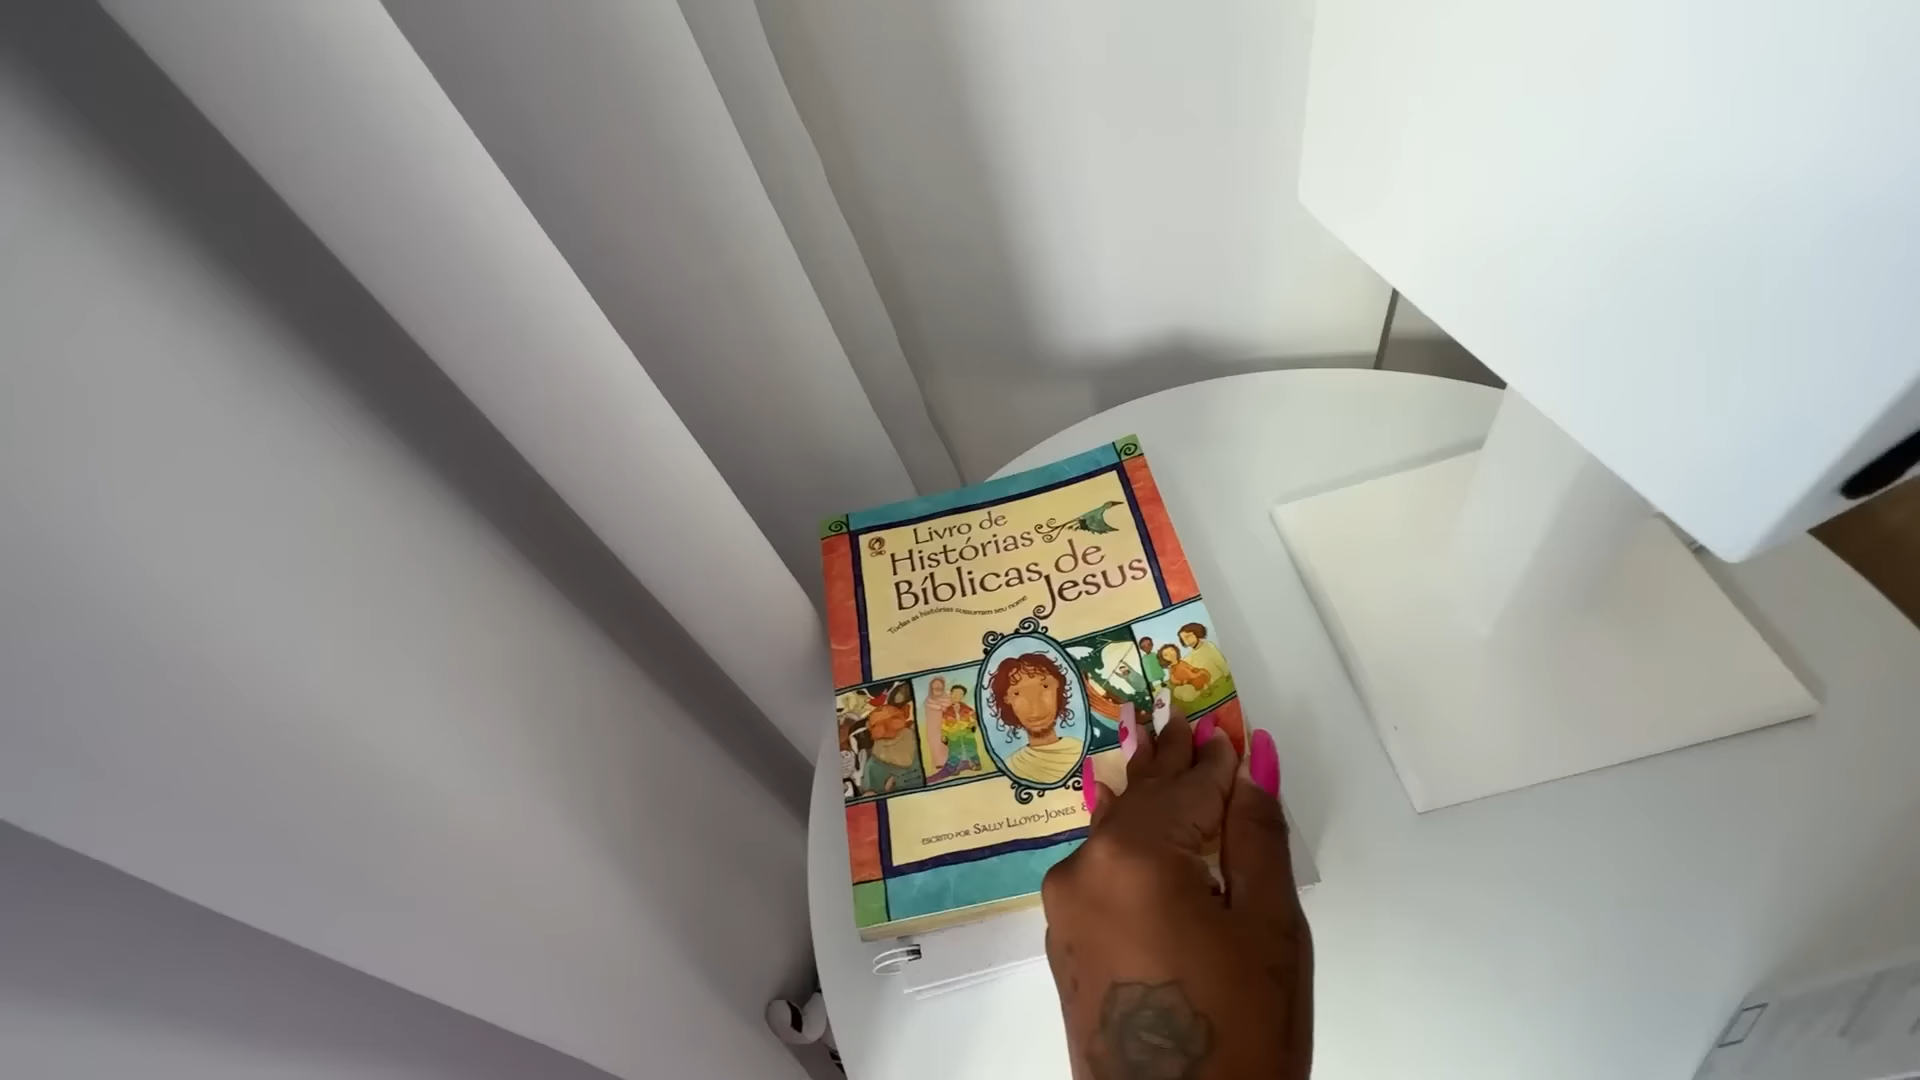 Livro de
Histórias
Bíblicas de
Jesus
Todas as histórias sussurram seu nome
ESCRITO POR SALLY LLOYD-JONES E